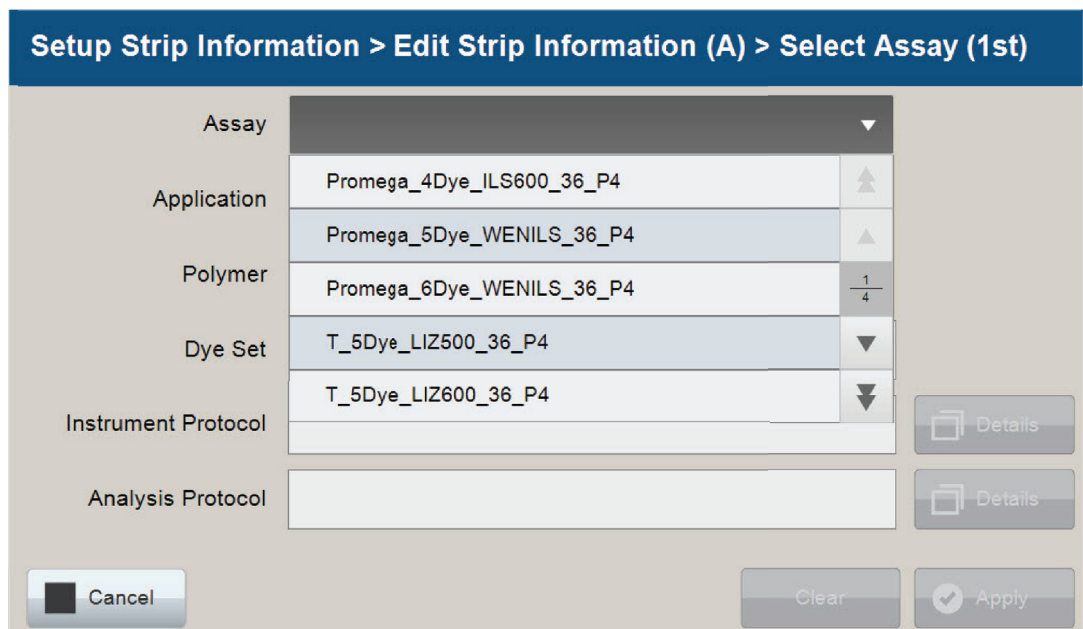 Setup Strip Information > Edit Strip Information (A) > Select Assay (1st)
Assay
Promega_4Dye_ILS600_36_P4
Application
Promega_5Dye_WENILS_36_P4
Polymer
Promega_6Dye_WENILS_36_P4
1
4
Dye Set
T_5Dye_LIZ500_36_P4
T_5Dye_LIZ600_36_P4
Instrument Protocol
Details
Analysis Protocol
Details
Cancel
Clear
Apply